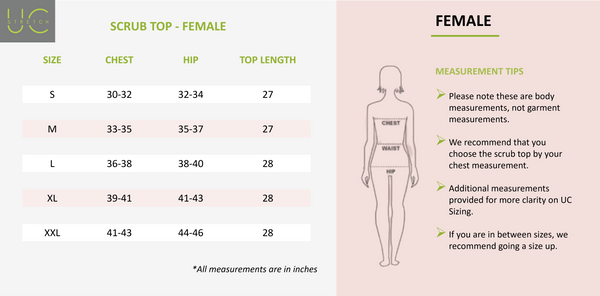 UC
STRETCH
SCRUB TOP - FEMALE
SIZE CHEST HIP TOP LENGTH
S 30-32 32-34 27
M 33-35 35-37 27
L 36-38 38-40 28
XL 39-41 41-43 28
XXL 41-43 44-46 28
*All measurements are in inches
FEMALE
CHEST
WAIST
HIP
MEASUREMENT TIPS
Please note these are body
measurements, not garment
measurements.
We recommend that you
choose the scrub top by your
chest measurement.
Additional measurements
provided for more clarity on UC
Sizing.
If you are in between sizes, we
recommend going a size up.